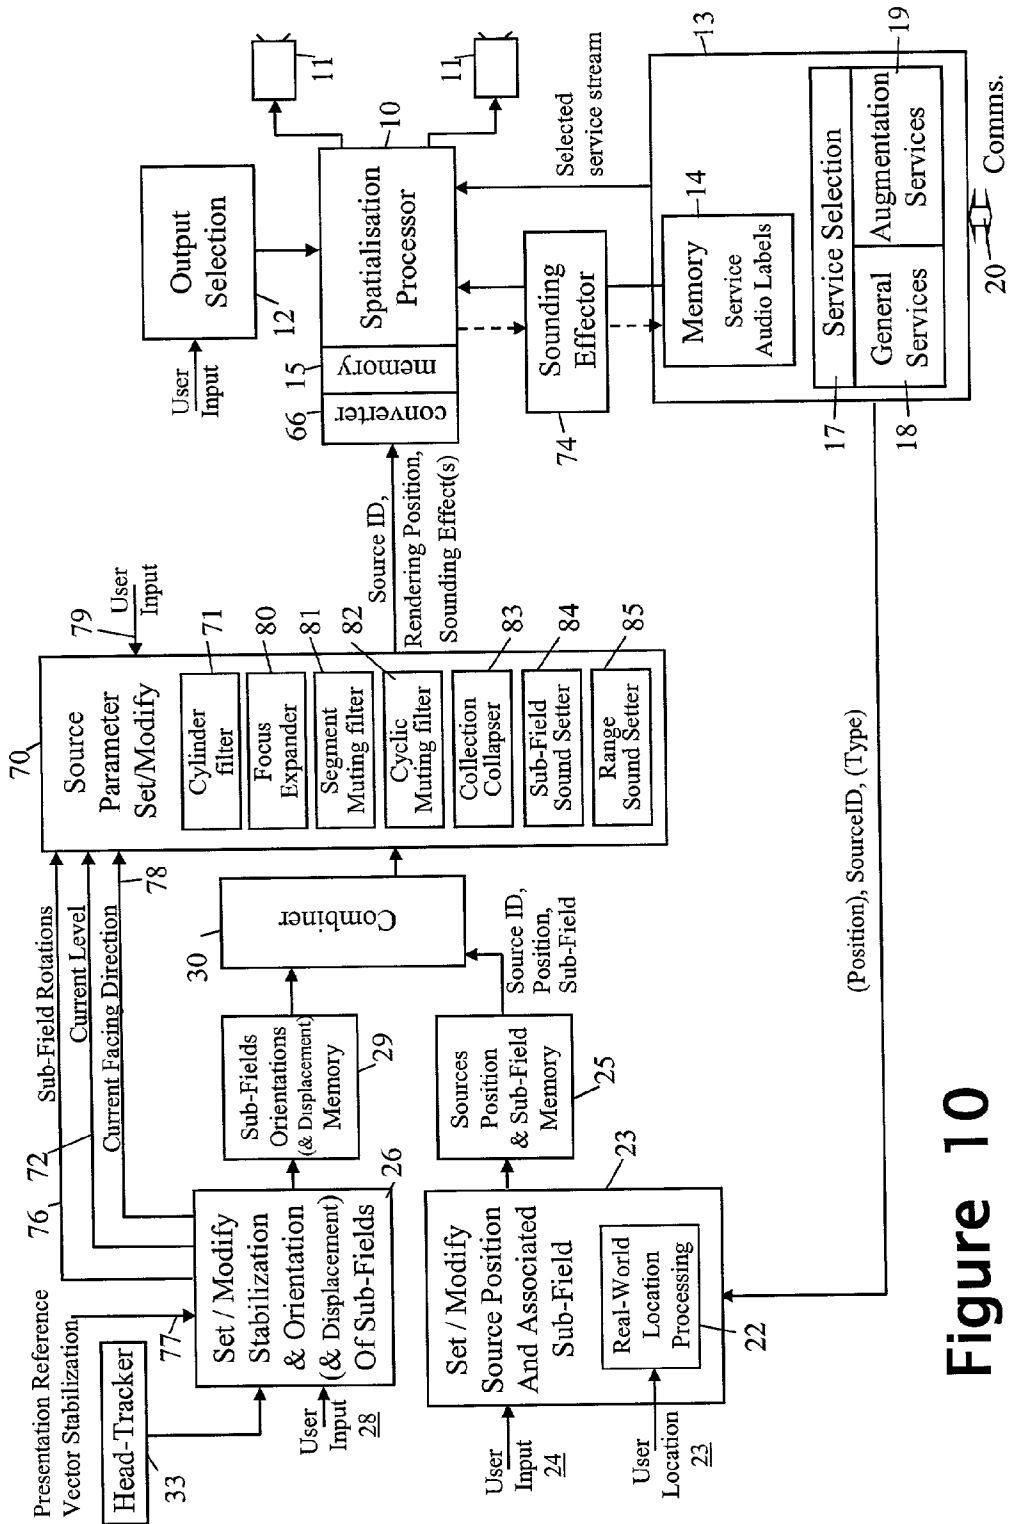 Presentation Reference
Vector Stabilization
Head-Tracker
33
77
76
72
Sub-Field Rotations
Current Level
Current Facing Direction
78
Set / Modify
Stabilization
& Orientation
(& Displacement)
Of Sub-Fields
26
User
Input
28
Sub-Fields
Orientations
(& Displacement)
Memory
29
Set / Modify
Source Position
And Associated
Sub-Field
23
Real-World
Location
Processing
22
User
Input
24
User
Location
23
Sources
Position
& Sub-Field
Memory
25
Source ID,
Position,
Sub-Field
30
Combiner
70
Source
Parameter
Set/Modify
79
User
Input
Cylinder
filter
71
Focus
Expander
80
Segment
Muting filter
81
Cyclic
Muting filter
82
Collection
Collapser
83
Sub-Field
Sound Setter
84
Range
Sound Setter
85
Source ID,
Rendering Position,
Sounding Effect(s)
User
Input
Output
Selection
12
66
converter
15
memory
Spatialisation
Processor
10
11
11
Sounding
Effector
74
Selected
service stream
13
Memory
14
Service
Audio Labels
17
Service Selection
General
Services
18
Augmentation
Services
19
20
Comms.
(Position), SourceID, (Type)
Figure 10